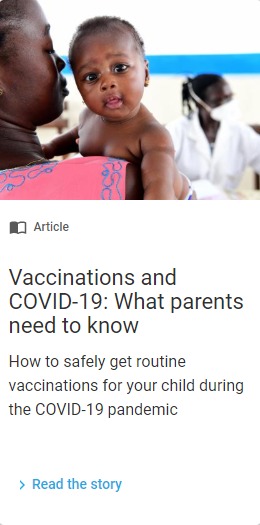 Article
Vaccinations and
COVID-19: What parents
need to know
How to safely get routine
vaccinations for your child during
the COVID-19 pandemic
Read the story